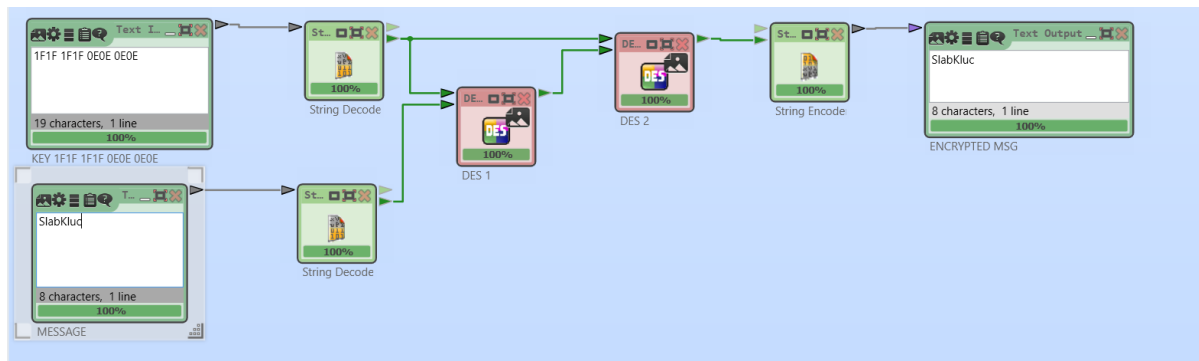 Text I...
1F1F 1F1F 0E0E 0E0E
19 characters, 1 line
100%
KEY 1F1F 1F1F 0E0E 0E0E
St...
100%
String Decode
DE...
DES
100%
DES 1
DE...
DES
100%
DES 2
St...
100%
String Encode
Text Output
SlabKluc
8 characters, 1 line
100%
ENCRYPTED MSG
T...
SlabKluc
8 characters, 1 line
100%
MESSAGE
St...
100%
String Decode